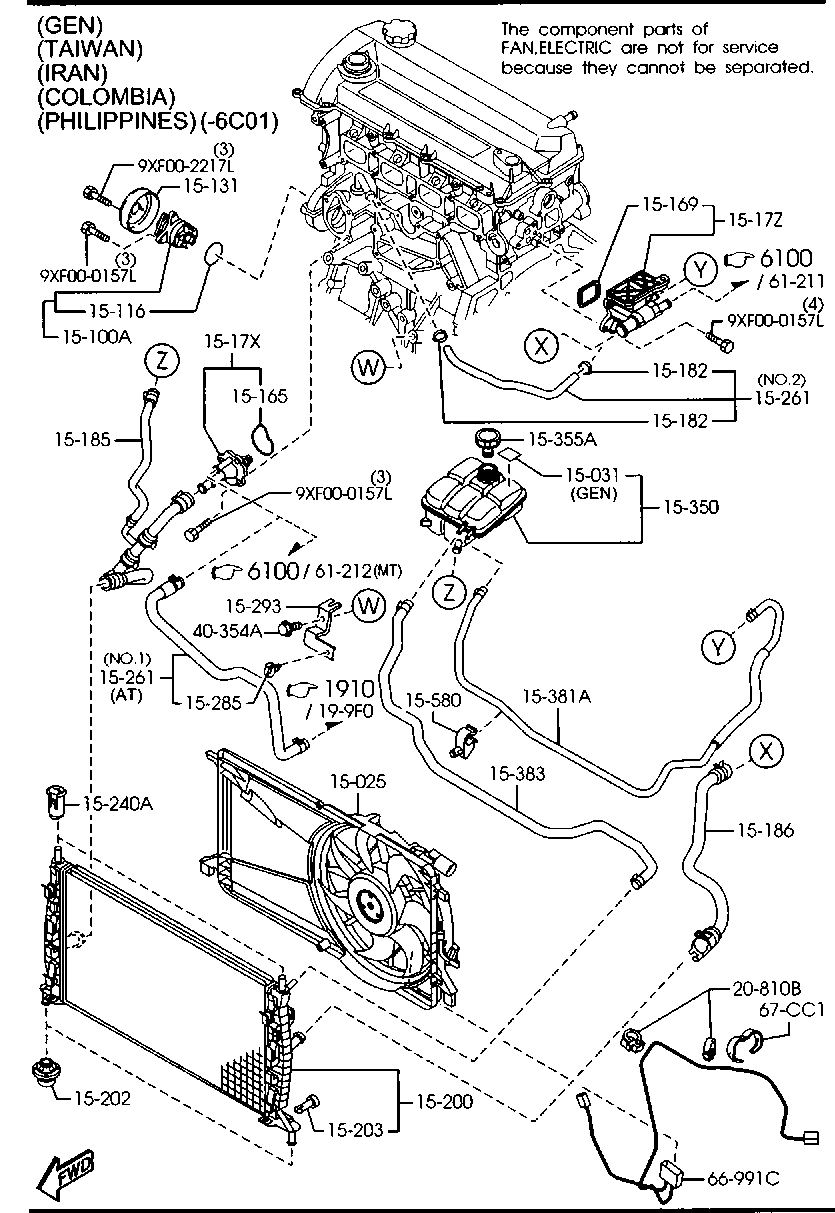 (GEN)
(TAIWAN)
(IRAN)
(COLOMBIA)
(PHILIPPINES)(-6C01)
The component parts of
FAN,ELECTRIC are not for service
because they cannot be separated.
(3)
9XF00-2217L
15-131
(3)
9XF00-0157L
15-116
15-100A
15-169
15-17Z
Y
6100
/ 61-211
(4)
9XF00-0157L
X
W
Z
15-17X
15-165
15-185
15-182
(NO.2)
15-261
15-182
15-355A
15-031
(GEN)
15-350
(3)
9XF00-0157L
6100 / 61-212(MT)
Z
15-293
W
40-354A
(NO.1)
15-261
(AT)
15-285
1910
/ 19-9F0
Y
15-580
15-381A
X
15-383
15-025
15-240A
15-186
20-810B
67-CC1
15-202
15-200
15-203
66-991C
FWD